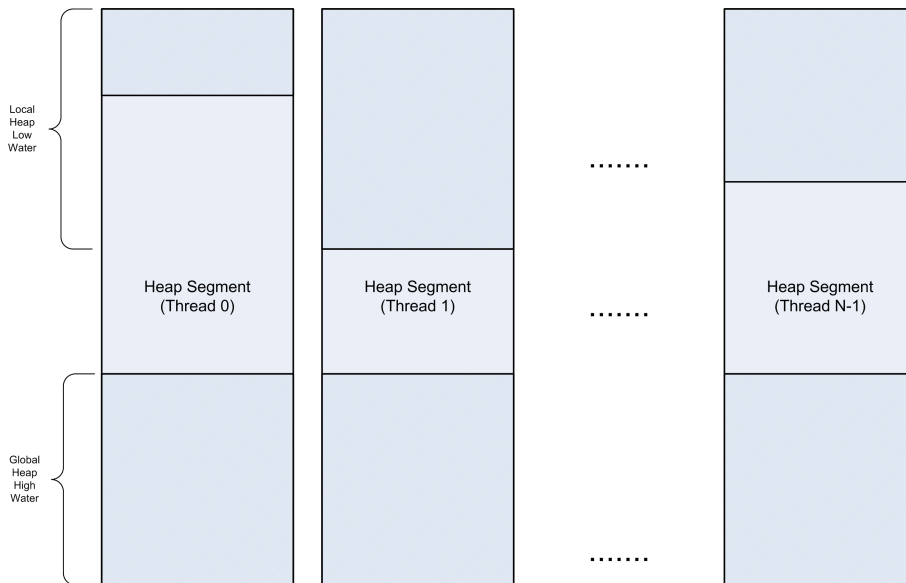 Local
Heap
Low
Water
.......
Heap Segment
(Thread 0)
Heap Segment
(Thread 1)
.......
Heap Segment
(Thread N-1)
Global
Heap
High
Water
.......